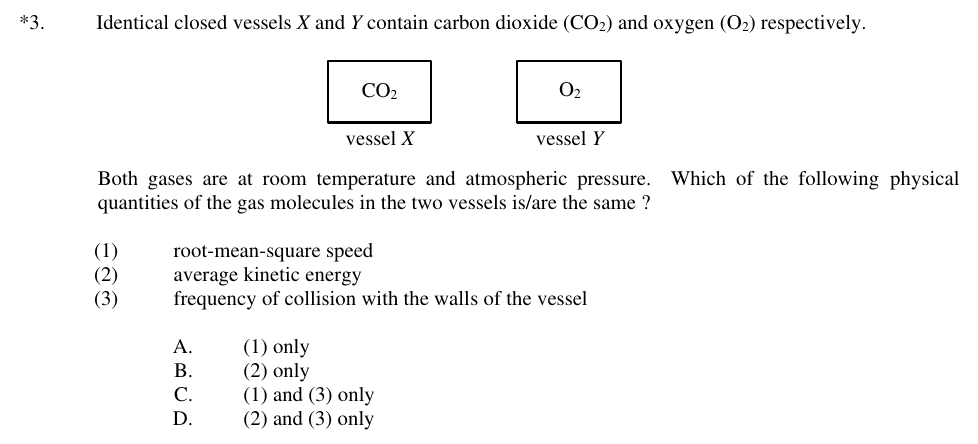 *3. Identical closed vessels X and Y contain carbon dioxide (CO₂) and oxygen (O₂) respectively.
CO₂ O₂
vessel X vessel Y
Both gases are at room temperature and atmospheric pressure. Which of the following physical
quantities of the gas molecules in the two vessels is/are the same ?
(1) root-mean-square speed
(2) average kinetic energy
(3) frequency of collision with the walls of the vessel
A. (1) only
B. (2) only
C. (1) and (3) only
D. (2) and (3) only